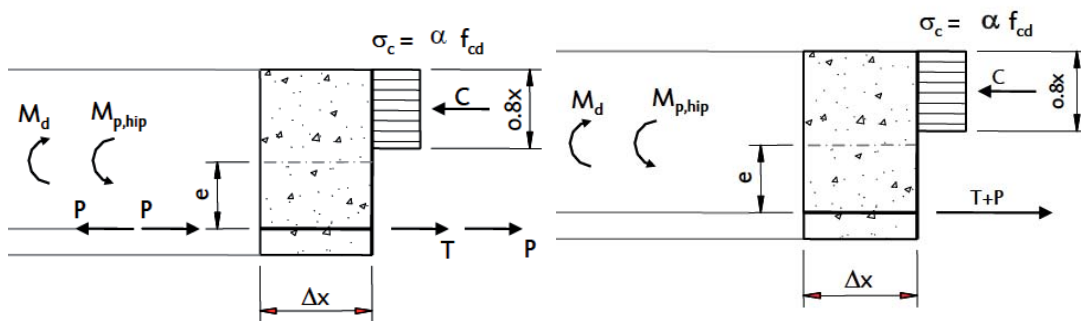 σc = α fcd
C
0.8x
Md
Mp,hip
e
P
P
T
P
Δx
σc = α fcd
C
0.8x
Md
Mp,hip
e
T+P
Δx